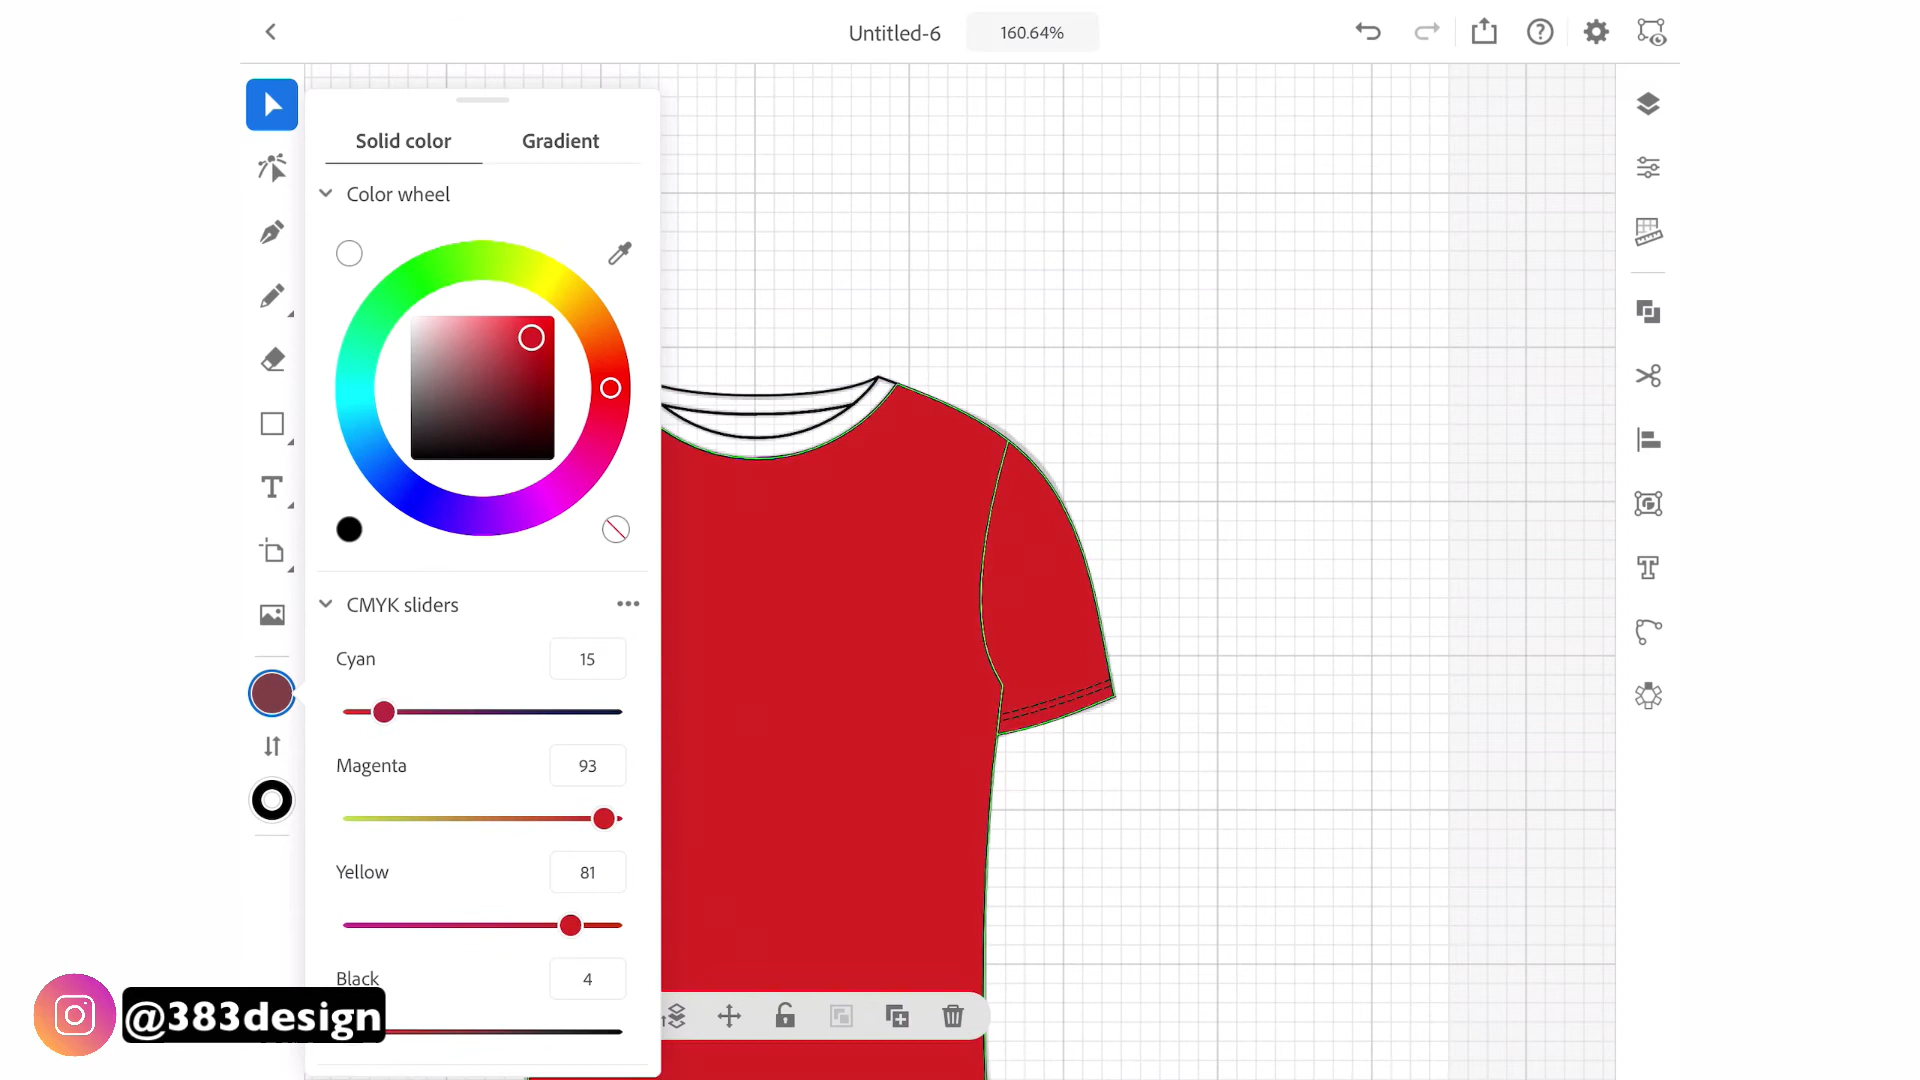 Untitled-6
160.64%
Solid color
Gradient
Color wheel
CMYK sliders
Cyan
15
Magenta
93
Yellow
81
Black
4
@383design